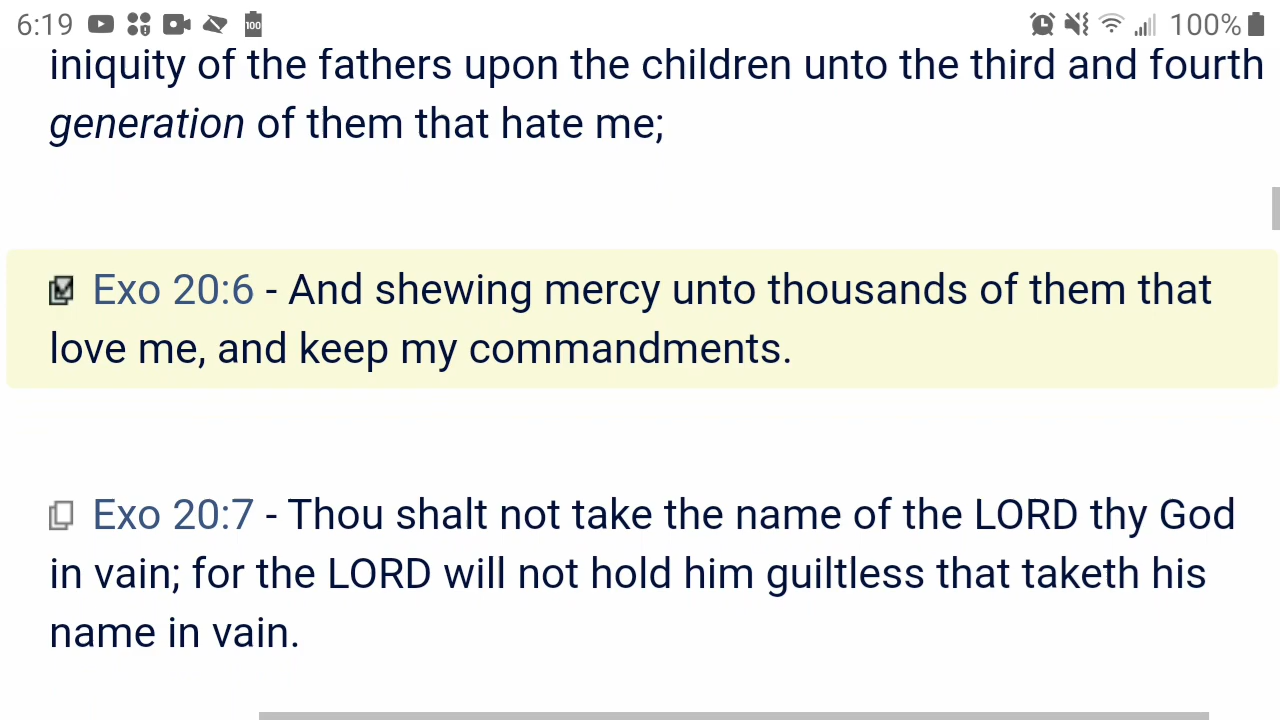 6:19 100 100%
iniquity of the fathers upon the children unto the third and fourth
generation of them that hate me;
Exo 20:6 - And shewing mercy unto thousands of them that
love me, and keep my commandments.
Exo 20:7 - Thou shalt not take the name of the LORD thy God
in vain; for the LORD will not hold him guiltless that taketh his
name in vain.